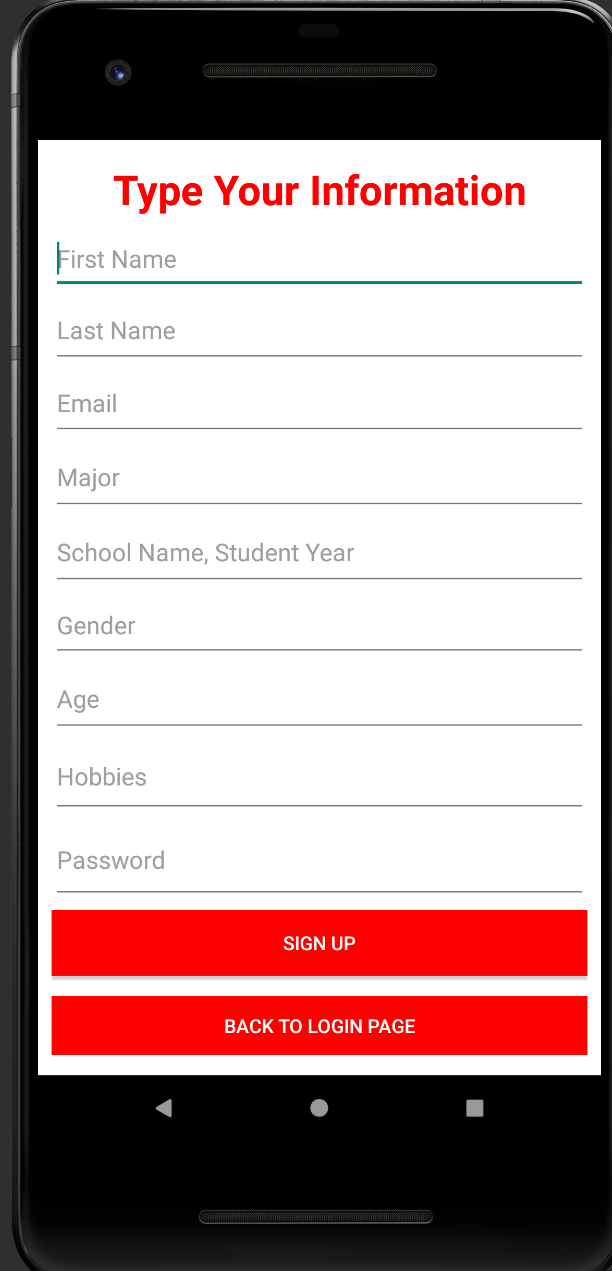 Type Your Information
First Name
Last Name
Email
Major
School Name, Student Year
Gender
Age
Hobbies
Password
SIGN UP
BACK TO LOGIN PAGE